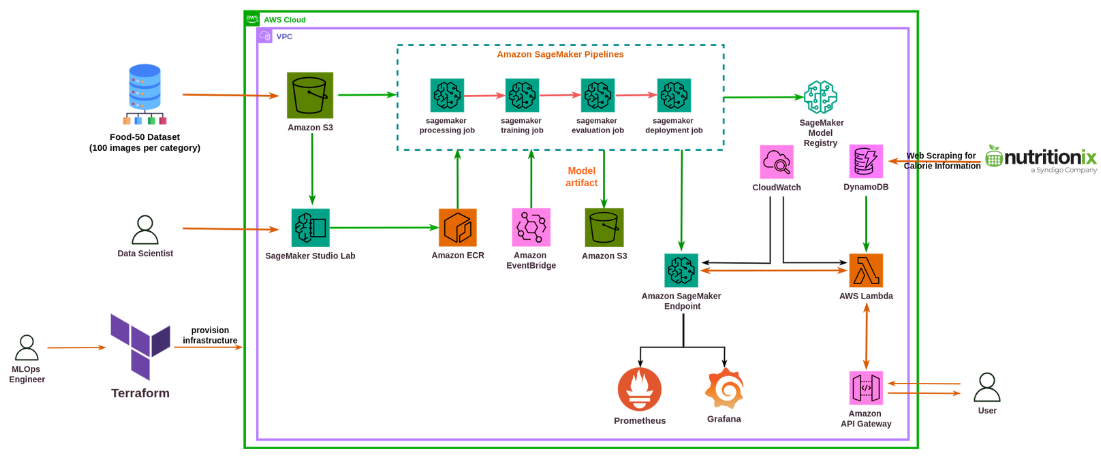 AWS Cloud
VPC
Amazon SageMaker Pipelines
sagemaker
processing job
sagemaker
training job
sagemaker
evaluation job
sagemaker
deployment job
Amazon S3
SageMaker
Model
Registry
Food-50 Dataset
(100 images per category)
Web Scraping for
Calorie Information
nutritionix
a Syndigo Company
Model
artifact
CloudWatch
DynamoDB
Data Scientist
SageMaker Studio Lab
Amazon ECR
Amazon
EventBridge
Amazon S3
Amazon SageMaker
Endpoint
AWS Lambda
provision
infrastructure
MLOps
Engineer
Terraform
Prometheus
Grafana
Amazon
API Gateway
User